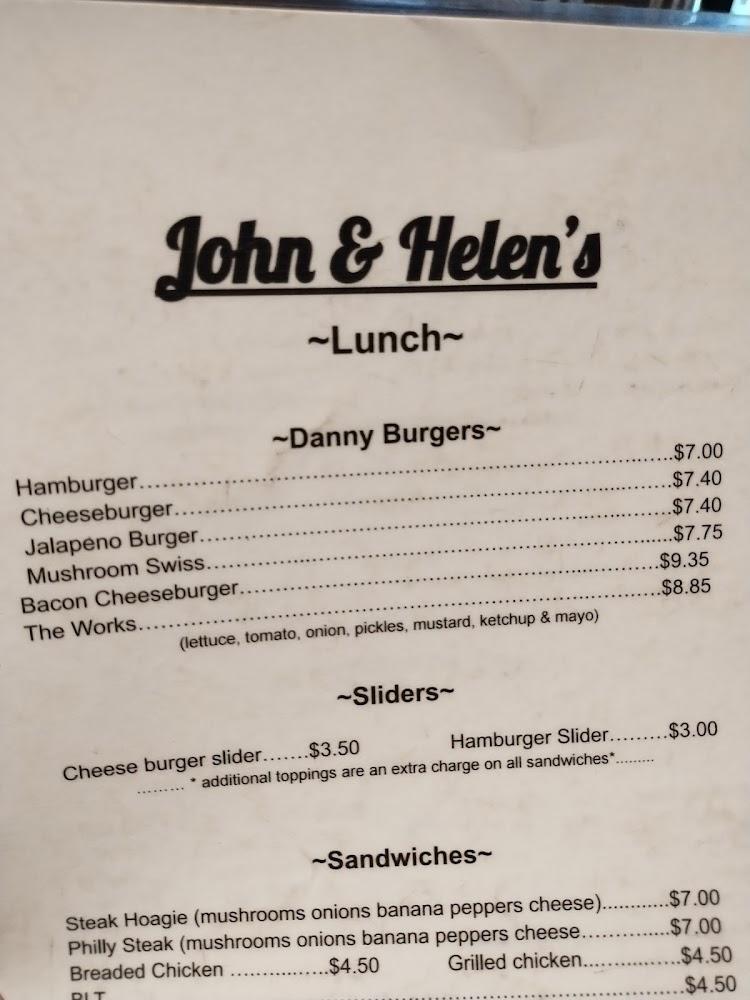 John & Helen's
~Lunch~
~Danny Burgers~
Hamburger..........$7.00
Cheeseburger..........$7.40
Jalapeno Burger..........$7.40
Mushroom Swiss..........$7.75
Bacon Cheeseburger..........$9.35
The Works..........$8.85
(lettuce, tomato, onion, pickles, mustard, ketchup & mayo)
~Sliders~
Cheese burger slider.......$3.50 Hamburger Slider.........$3.00
......... * additional toppings are an extra charge on all sandwiches*.........
~Sandwiches~
Steak Hoagie (mushrooms onions banana peppers cheese)............$7.00
Philly Steak (mushrooms onions banana peppers cheese...............$7.00
Breaded Chicken ...............$4.50 Grilled chicken...............$4.50
BLT..........$4.50